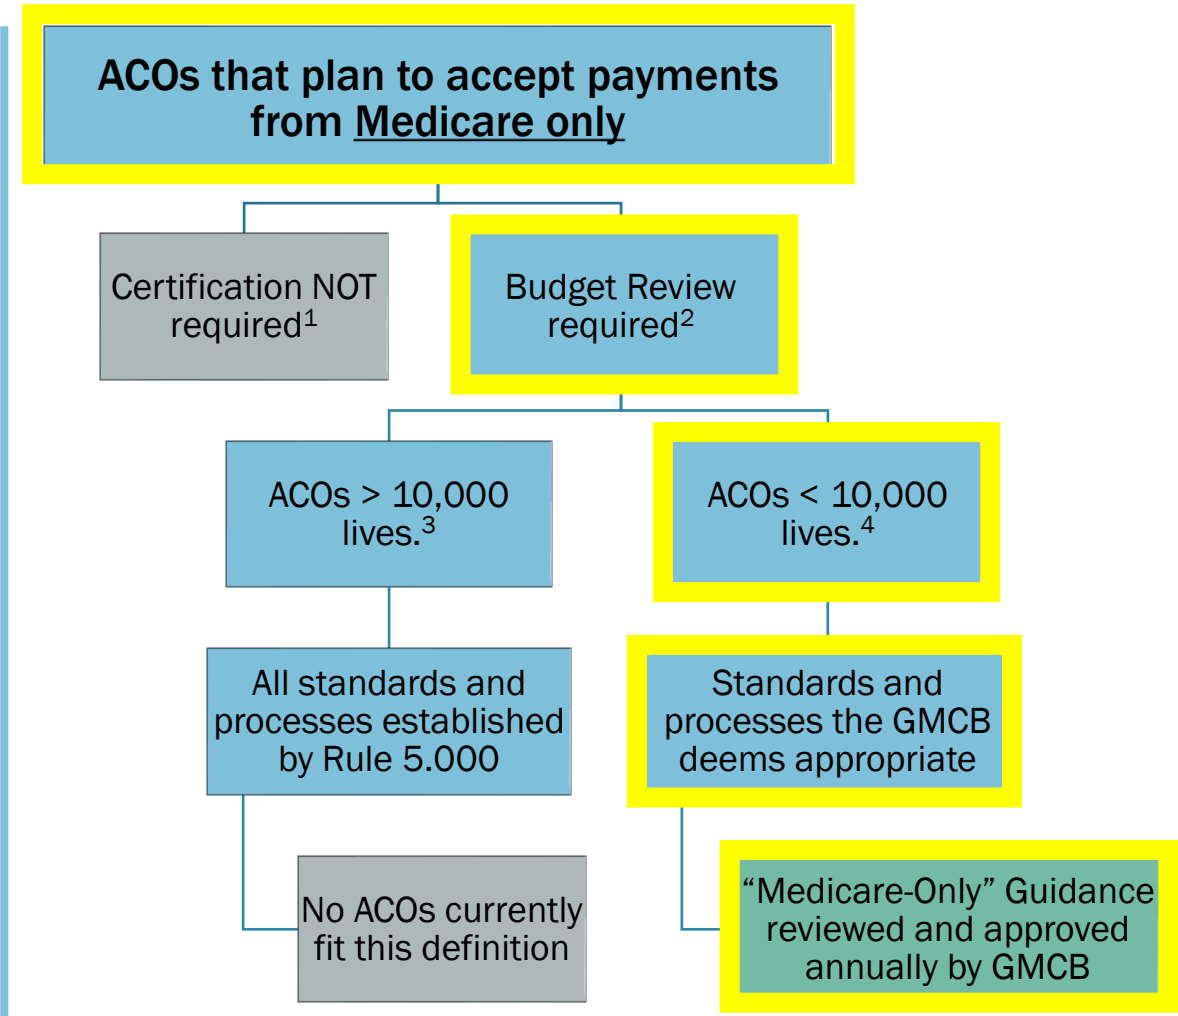 ACOs that plan to accept payments
from Medicare only
Certification NOT
required¹
Budget Review
required²
ACOs > 10,000
lives.³
ACOs < 10,000
lives.⁴
All standards and
processes established
by Rule 5.000
Standards and
processes the GMCB
deems appropriate
No ACOs currently
fit this definition
“Medicare-Only” Guidance
reviewed and approved
annually by GMCB